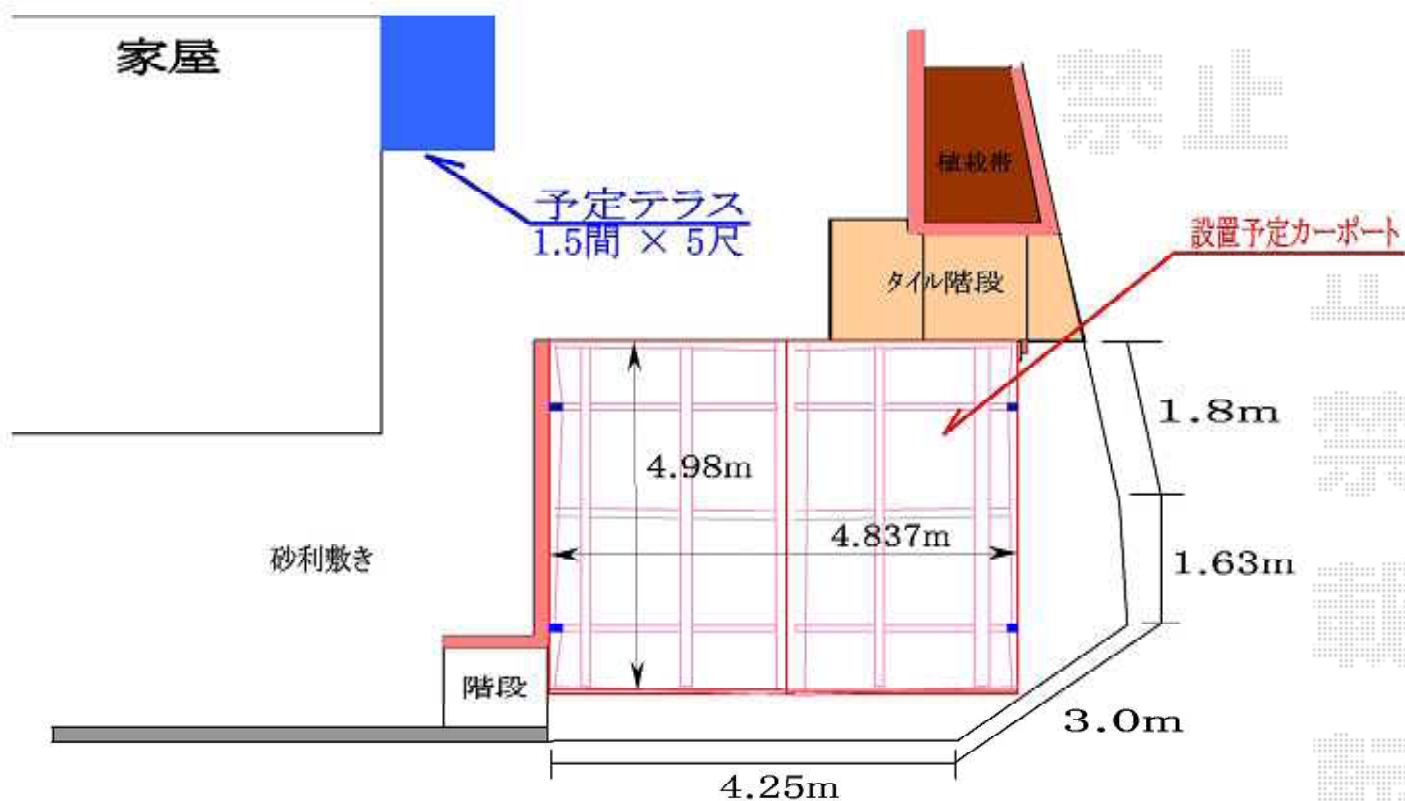 家屋
禁止
植栽帯
予定テラス
1.5間 × 5尺
設置予定カーポート
タイル階段
1.8m
4.98m
4.837m
砂利敷き
1.63m
階段
3.0m
4.25m